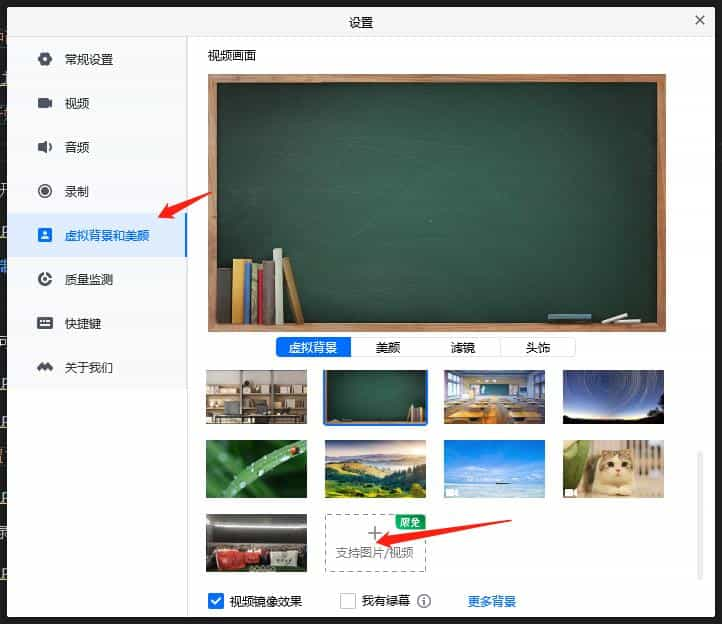 设置
常规设置
视频
音频
录制
虚拟背景和美颜
质量监测
快捷键
关于我们
视频画面
虚拟背景
美颜
滤镜
头饰
限免
支持图片/视频
视频镜像效果
我有绿幕
更多背景